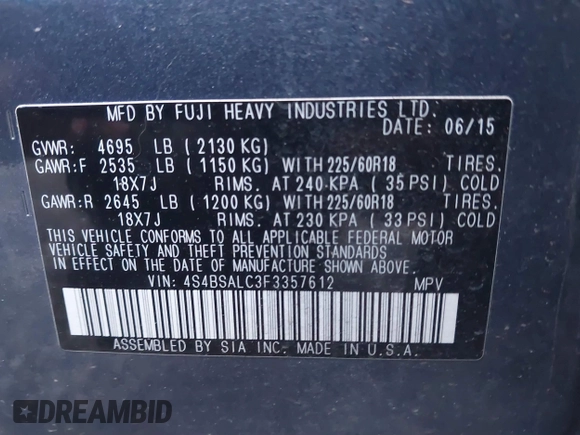 MFD BY FUJI HEAVY INDUSTRIES LTD.
DATE: 06/15
GVWR: 4695 LB ( 2130 KG)
GAWR:F 2535 LB ( 1150 KG) WITH 225/60R18 TIRES.
18X7J RIMS. AT 240 KPA ( 35 PSI) COLD
GAWR:R 2645 LB ( 1200 KG) WITH 225/60R18 TIRES.
18X7J RIMS. AT 230 KPA ( 33 PSI) COLD
THIS VEHICLE CONFORMS TO ALL APPLICABLE FEDERAL MOTOR
VEHICLE SAFETY AND THEFT PREVENTION STANDARDS
IN EFFECT ON THE DATE OF MANUFACTURE SHOWN ABOVE.
VIN: 4S4BSALC3F3357612 MPV
ASSEMBLED BY SIA INC. MADE IN U.S.A.
DREAMBID